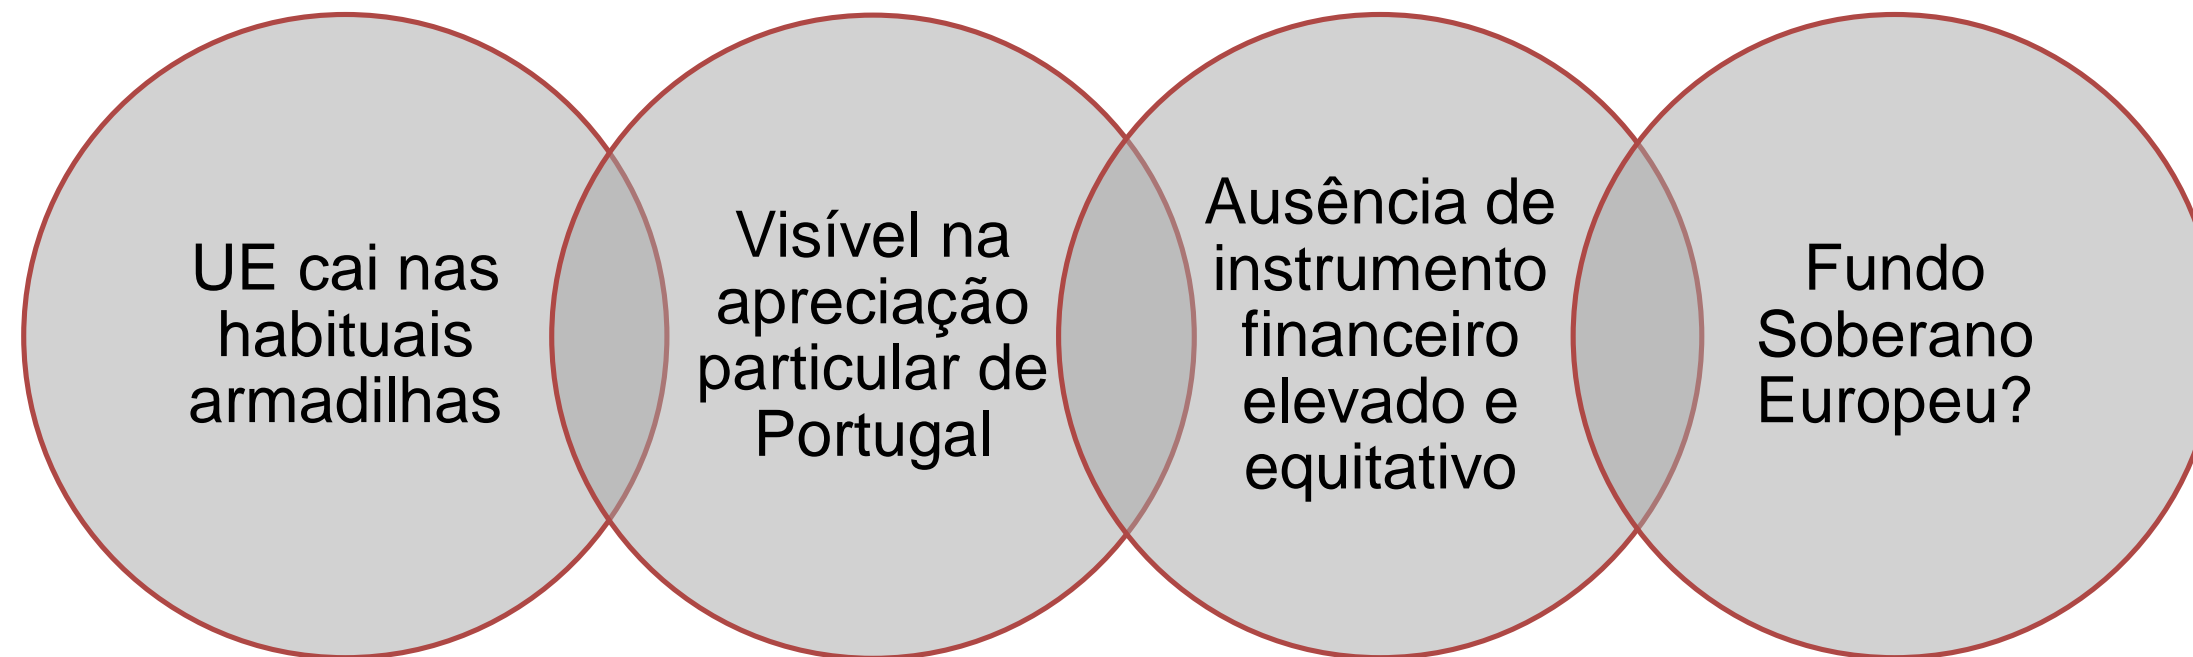 UE cai nas
habituais
armadilhas
Visível na
apreciação
particular de
Portugal
Ausência de
instrumento
financeiro
elevado e
equitativo
Fundo
Soberano
Europeu?